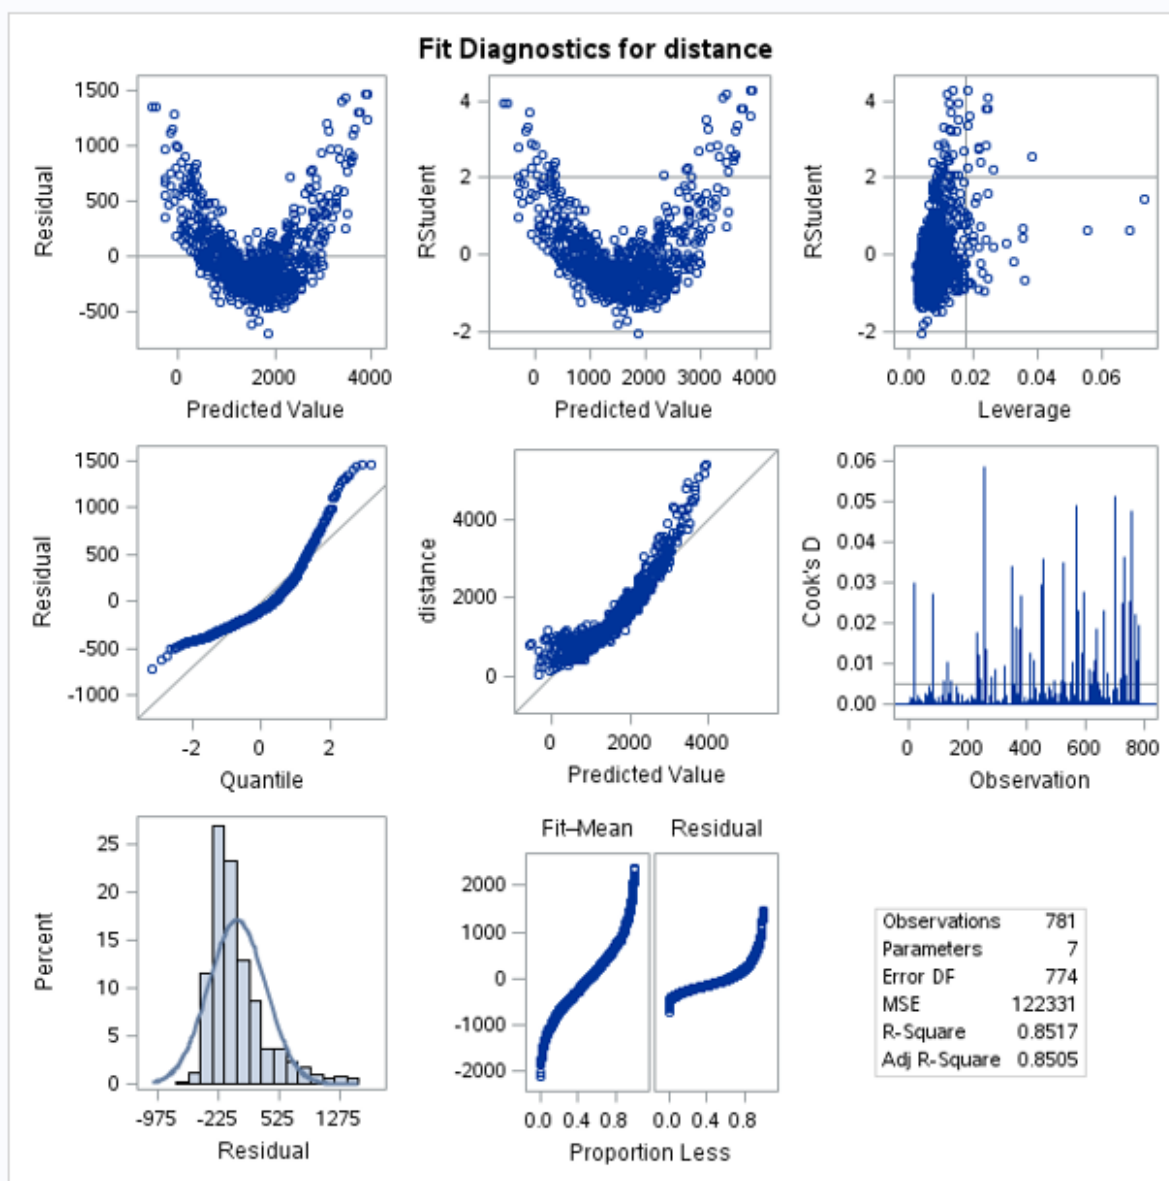 Fit Diagnostics for distance
1500
1000
500
0
-500
Residual
0 2000 4000
Predicted Value
4
2
0
-2
RStudent
0 1000 2000 3000 4000
Predicted Value
4
2
0
-2
RStudent
0.00 0.02 0.04 0.06
Leverage
1500
1000
500
0
-500
-1000
Residual
-2 0 2
Quantile
4000
2000
0
distance
0 2000 4000
Predicted Value
0.06
0.05
0.04
0.03
0.02
0.01
0.00
Cook's D
0 200 400 600 800
Observation
25
20
15
10
5
0
Percent
-975 -225 525 1275
Residual
Fit–Mean Residual
2000
1000
0
-1000
-2000
0.0 0.4 0.8 0.0 0.4 0.8
Proportion Less
Observations 781
Parameters 7
Error DF 774
MSE 122331
R-Square 0.8517
Adj R-Square 0.8505